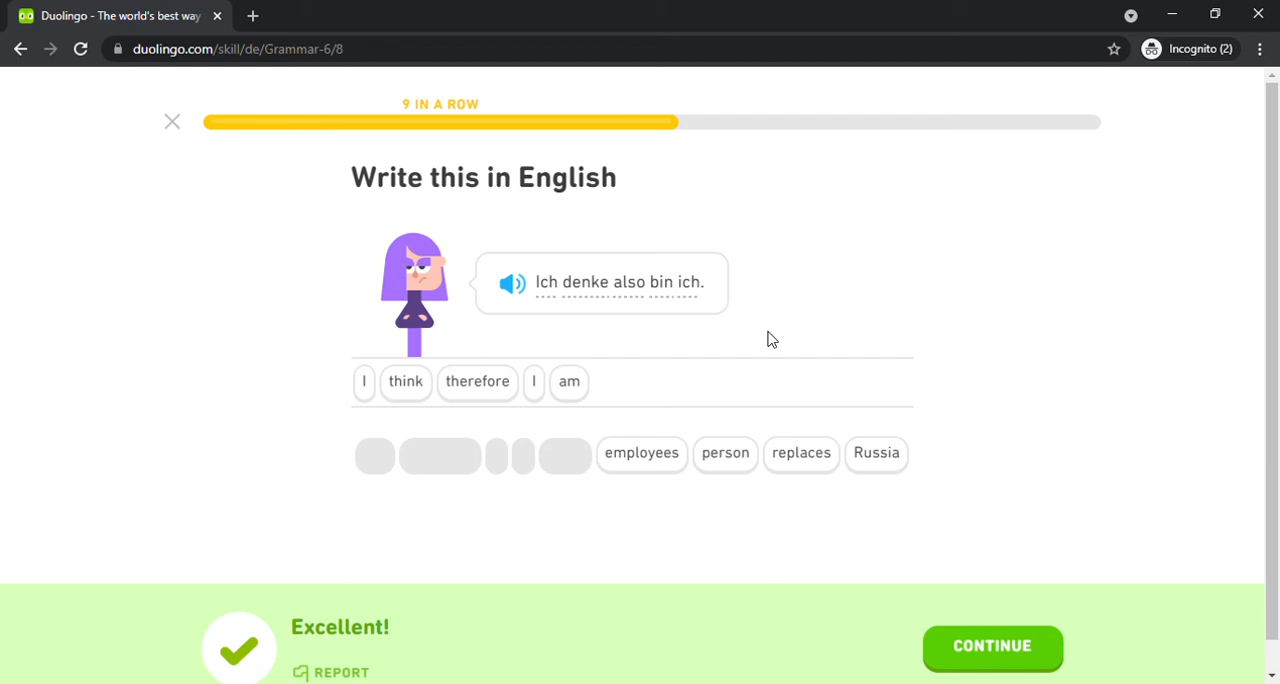 Duolingo - The world's best way
duolingo.com/skill/de/Grammar-6/8
Incognito (2)
9 IN A ROW
Write this in English
Ich denke also bin ich.
I think therefore I am
employees person replaces Russia
Excellent!
REPORT
CONTINUE